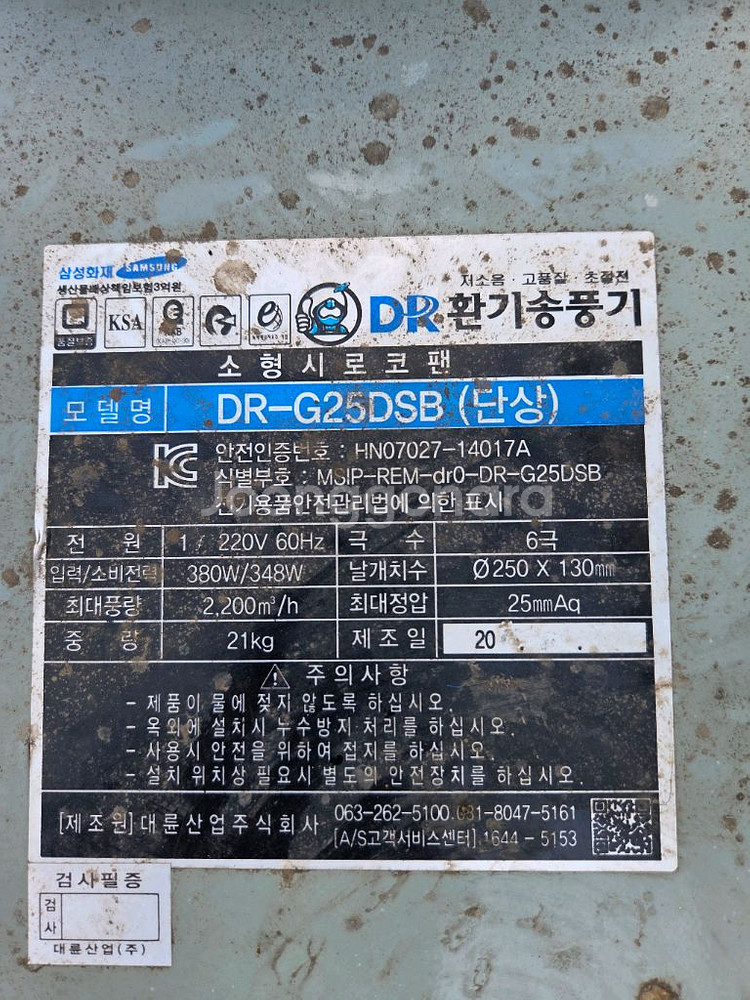 삼성화재 SAMSUNG
생산물배상책임보험3억원
저소음 고품질 초절전
품질보증 KSA KAB
DR 환기송풍기
소형시로코팬
모델명 DR-G25DSB (단상)
안전인증번호 : HN07027-14017A
식별부호 : MSIP-REM-dr0-DR-G25DSB
전기용품안전관리법에 의한 표시
전 원 1 / 220V 60Hz 극 수 6극
입력/소비전력 380W/348W 날개치수 Ø250 X 130mm
최대풍량 2,200m³/h 최대정압 25mmAq
중 량 21kg 제조일 20 . .
주의사항
- 제품이 물에 젖지 않도록 하십시오.
- 옥외에 설치시 누수방지 처리를 하십시오.
- 사용시 안전을 위하여 접지를 하십시오.
- 설치 위치상 필요시 별도의 안전장치를 하십시오.
[제조원] 대륜산업주식회사 063-262-5100. 031-8047-5161
[A/S고객서비스센터] 1644 - 5153
검사필증
검사
대륜산업(주)